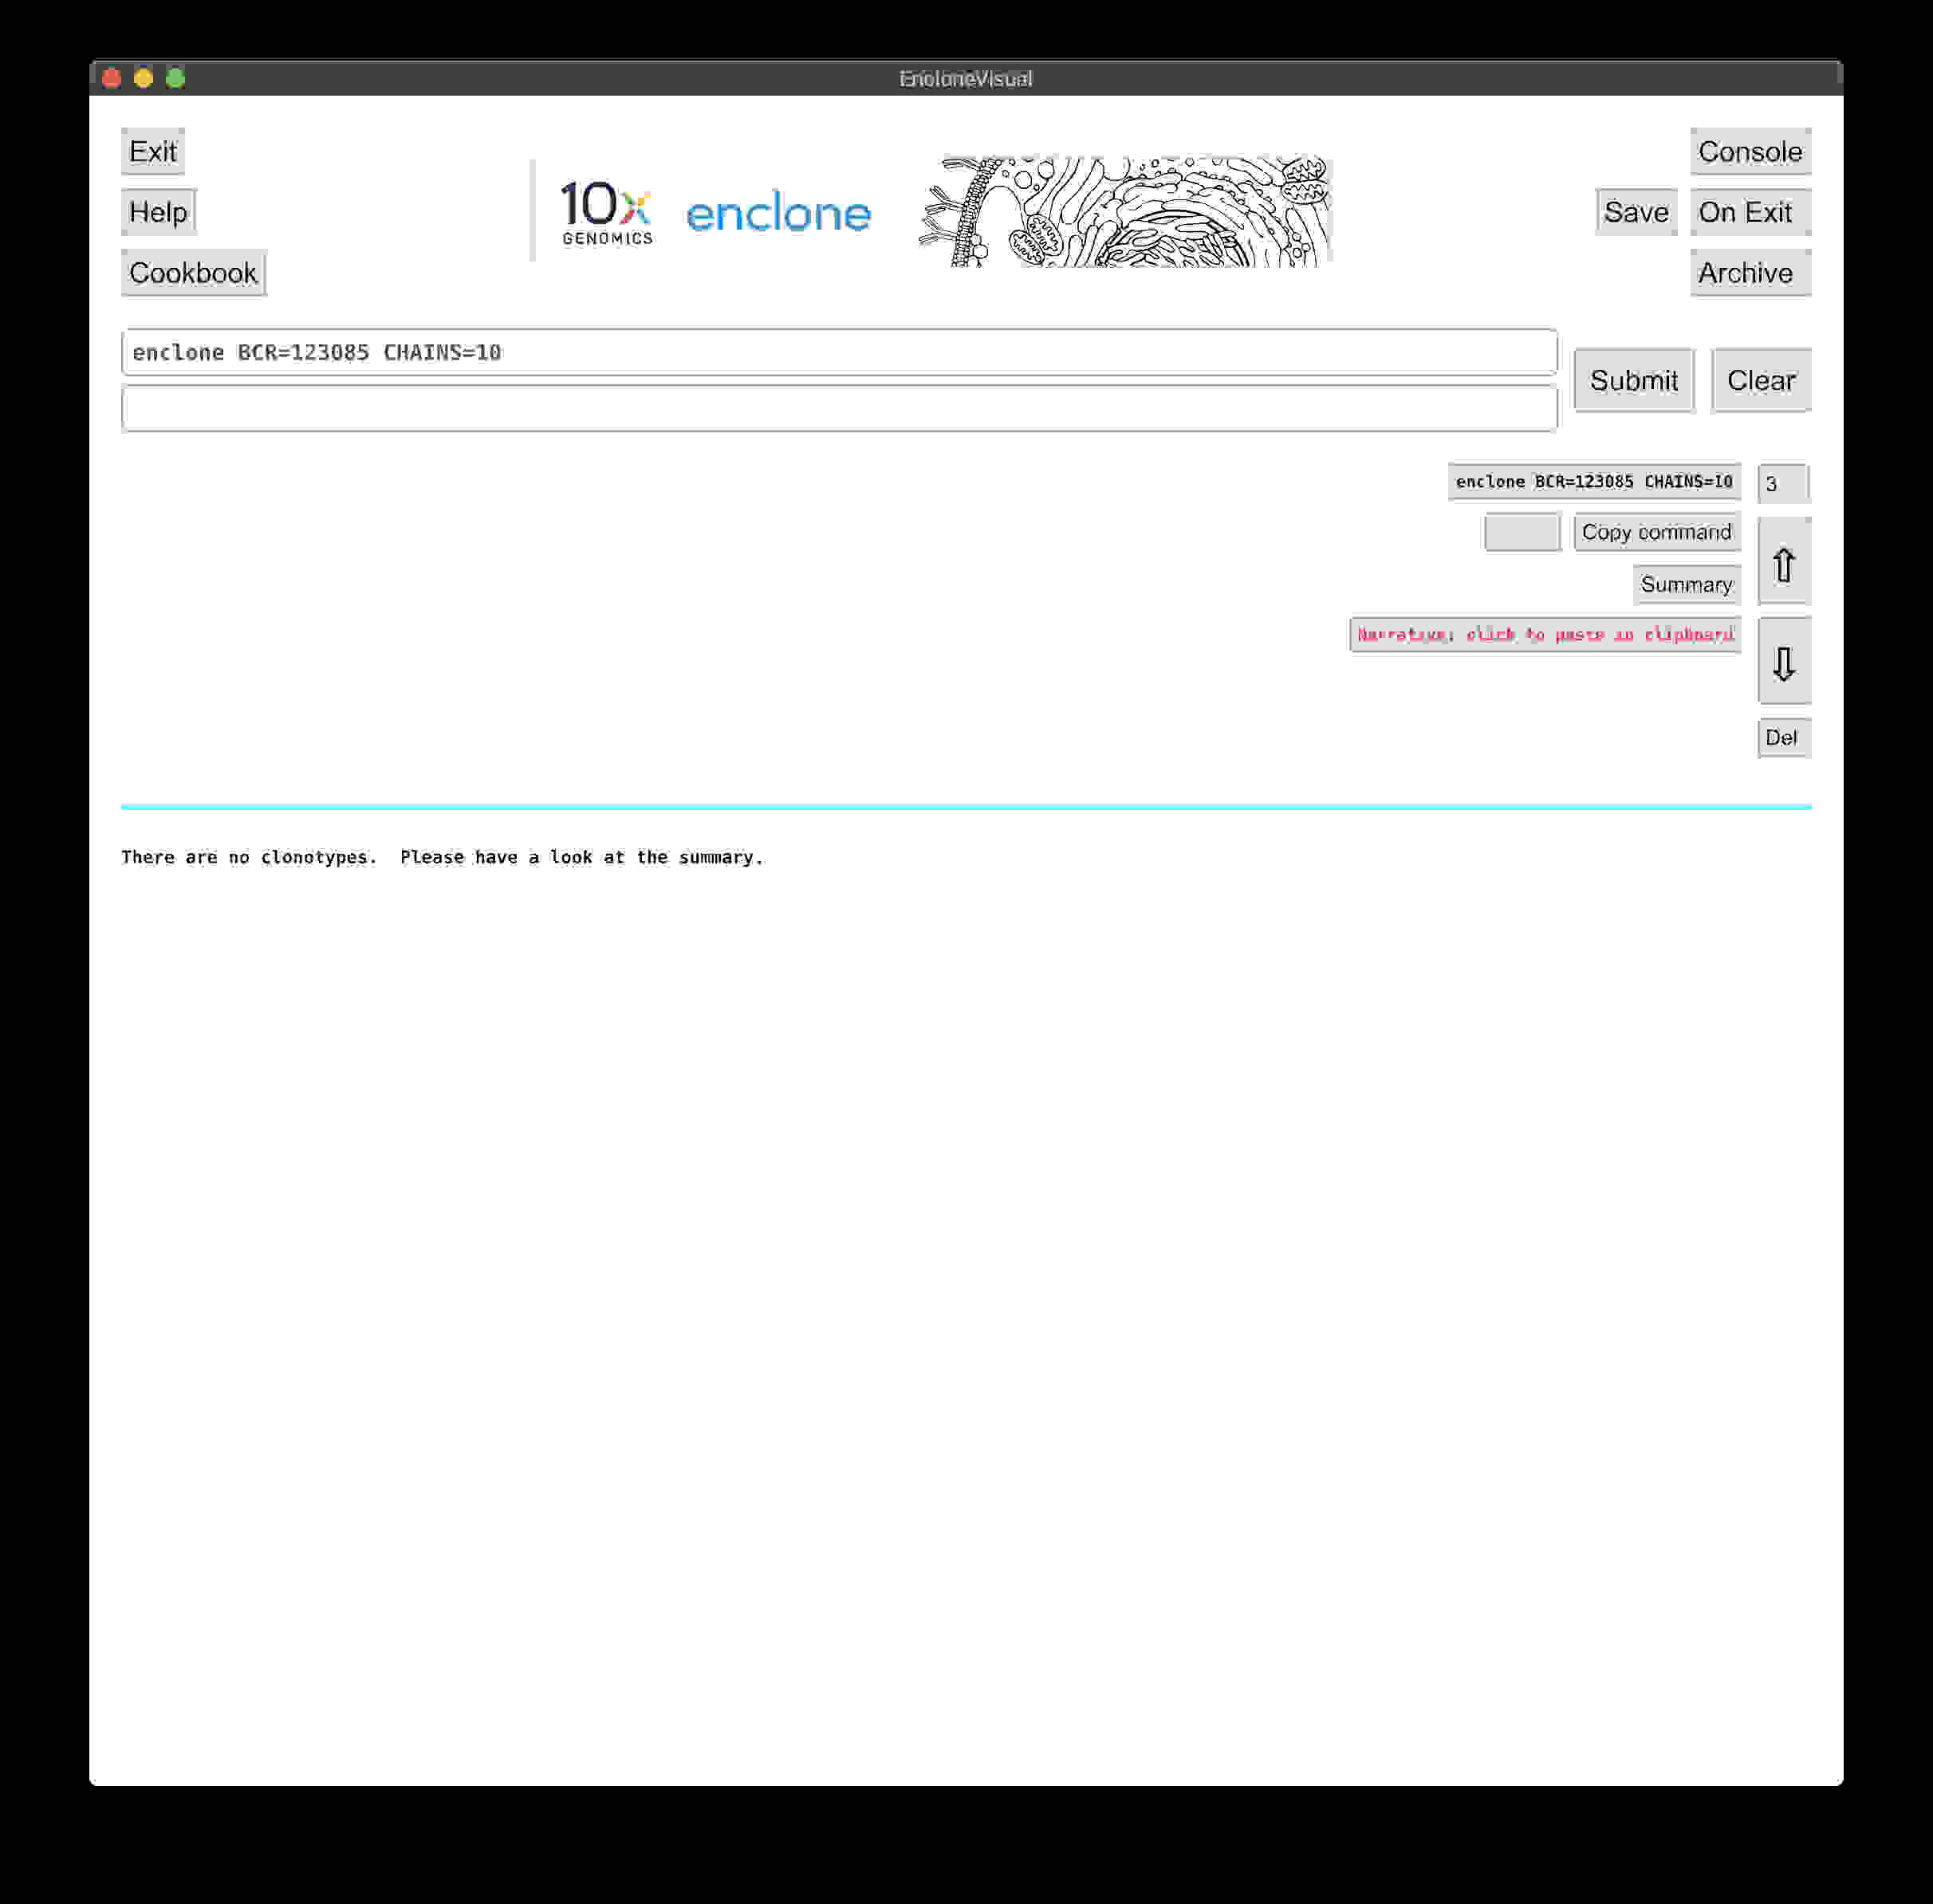 EncloneVisual
Exit
Console
Help
10x
GENOMICS
enclone
Save
On Exit
Cookbook
Archive
enclone BCR=123085 CHAINS=10
Submit
Clear
enclone BCR=123085 CHAINS=10
3
Copy command
⇧
Summary
Narrative: click to paste in clipboard
⇩
Del
There are no clonotypes.  Please have a look at the summary.